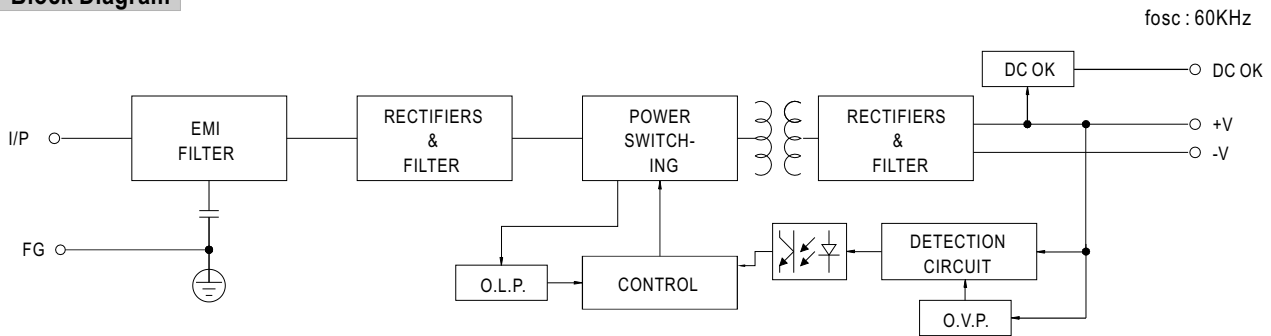 Block Diagram
fosc : 60KHz
I/P
EMI
FILTER
RECTIFIERS
&
FILTER
POWER
SWITCH-
ING
RECTIFIERS
&
FILTER
DC OK
DC OK
+V
-V
FG
O.L.P.
CONTROL
DETECTION
CIRCUIT
O.V.P.